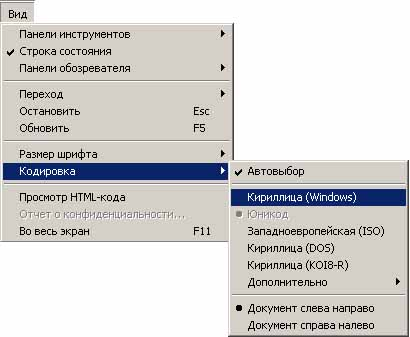 Вид
Панели инструментов
Строка состояния
Панели обозревателя
Переход
Остановить Esc
Обновить F5
Размер шрифта
Кодировка
Просмотр HTML-кода
Отчет о конфиденциальности...
Во весь экран F11
Автовыбор
Кириллица (Windows)
Юникод
Западноевропейская (ISO)
Кириллица (DOS)
Кириллица (KOI8-R)
Дополнительно
Документ слева направо
Документ справа налево